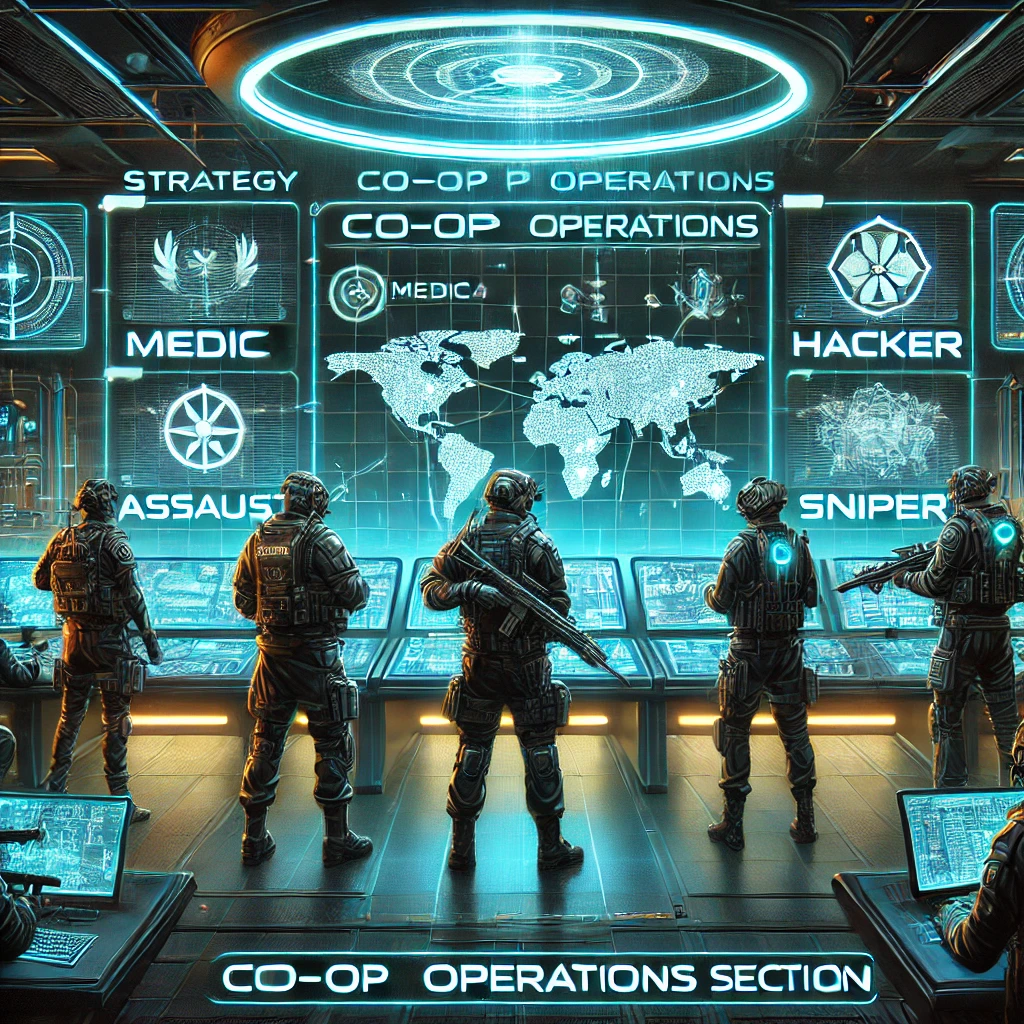 STRATEGY
CO-OP P OPERATIONS
CO-OP OPERATIONS
MEDICA
MEDIC
HACKER
ASSAUST
SNIPER
CO-OP OPERATIONS SECTION